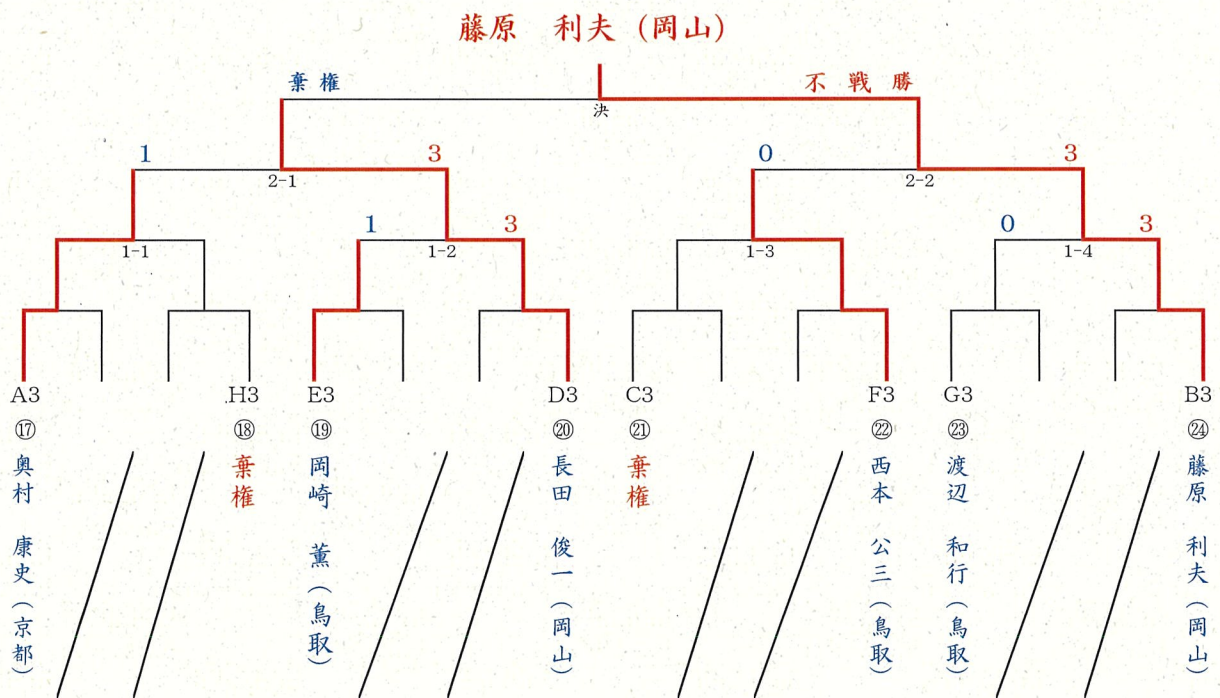 藤原 利夫（岡山）
棄権 不戦勝
決
1 3 0 3
2-1 2-2
1 3 0 3
1-1 1-2 1-3 1-4
A3 H3 E3 D3 C3 F3 G3 B3
⑰ ⑱ ⑲ ⑳ ㉑ ㉒ ㉓ ㉔
奥村 康史（京都）
棄権
岡崎 薫（鳥取）
長田 俊一（岡山）
棄権
西本 公三（鳥取）
渡辺 和行（鳥取）
藤原 利夫（岡山）